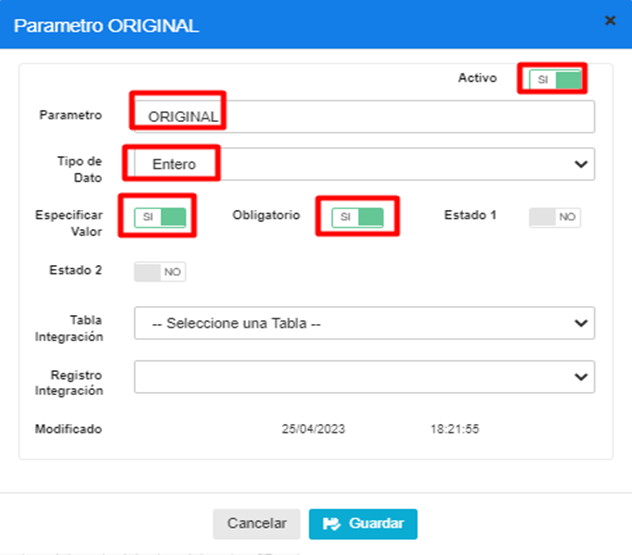 Parametro ORIGINAL
×
Activo SI
Parametro ORIGINAL
Tipo de Dato Entero
Especificar Valor SI Obligatorio SI Estado 1 NO
Estado 2 NO
Tabla Integración -- Seleccione una Tabla --
Registro Integración
Modificado 25/04/2023 18:21:55
Cancelar Guardar